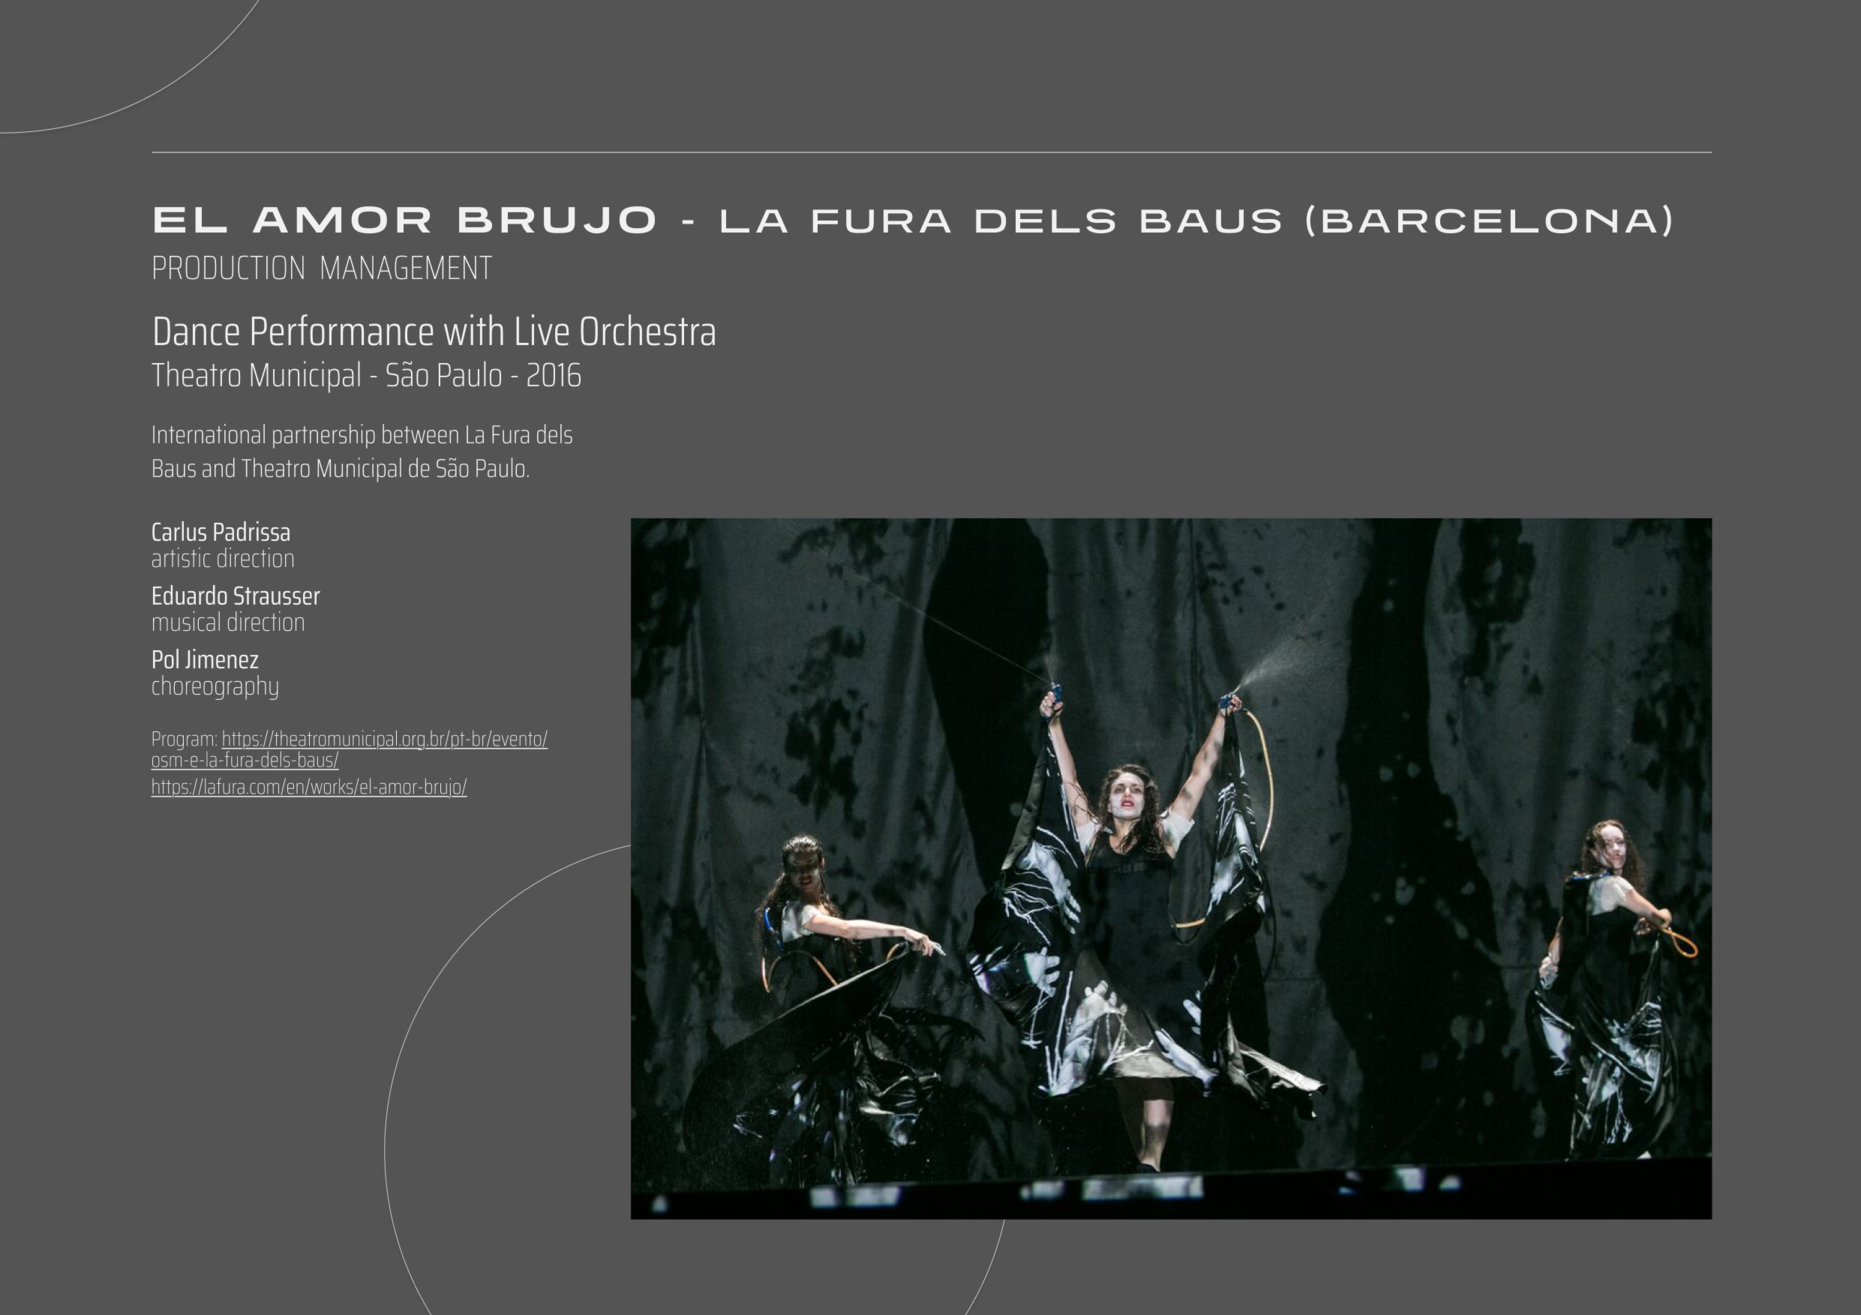 EL AMOR BRUJO - LA FURA DELS BAUS (BARCELONA)
PRODUCTION MANAGEMENT
Dance Performance with Live Orchestra
Theatro Municipal - São Paulo - 2016
International partnership between La Fura dels
Baus and Theatro Municipal de São Paulo.
Carlus Padrissa
artistic direction
Eduardo Strausser
musical direction
Pol Jimenez
choreography
Program: https://theatromunicipal.org.br/pt-br/evento/
osm-e-la-fura-dels-baus/
https://lafura.com/en/works/el-amor-brujo/